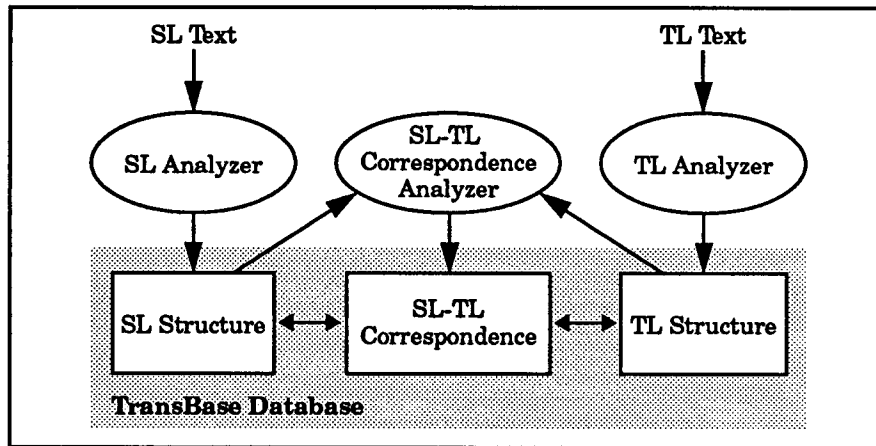 SL Text
TL Text
SL Analyzer
SL-TL
Correspondence
Analyzer
TL Analyzer
SL Structure
SL-TL
Correspondence
TL Structure
TransBase Database